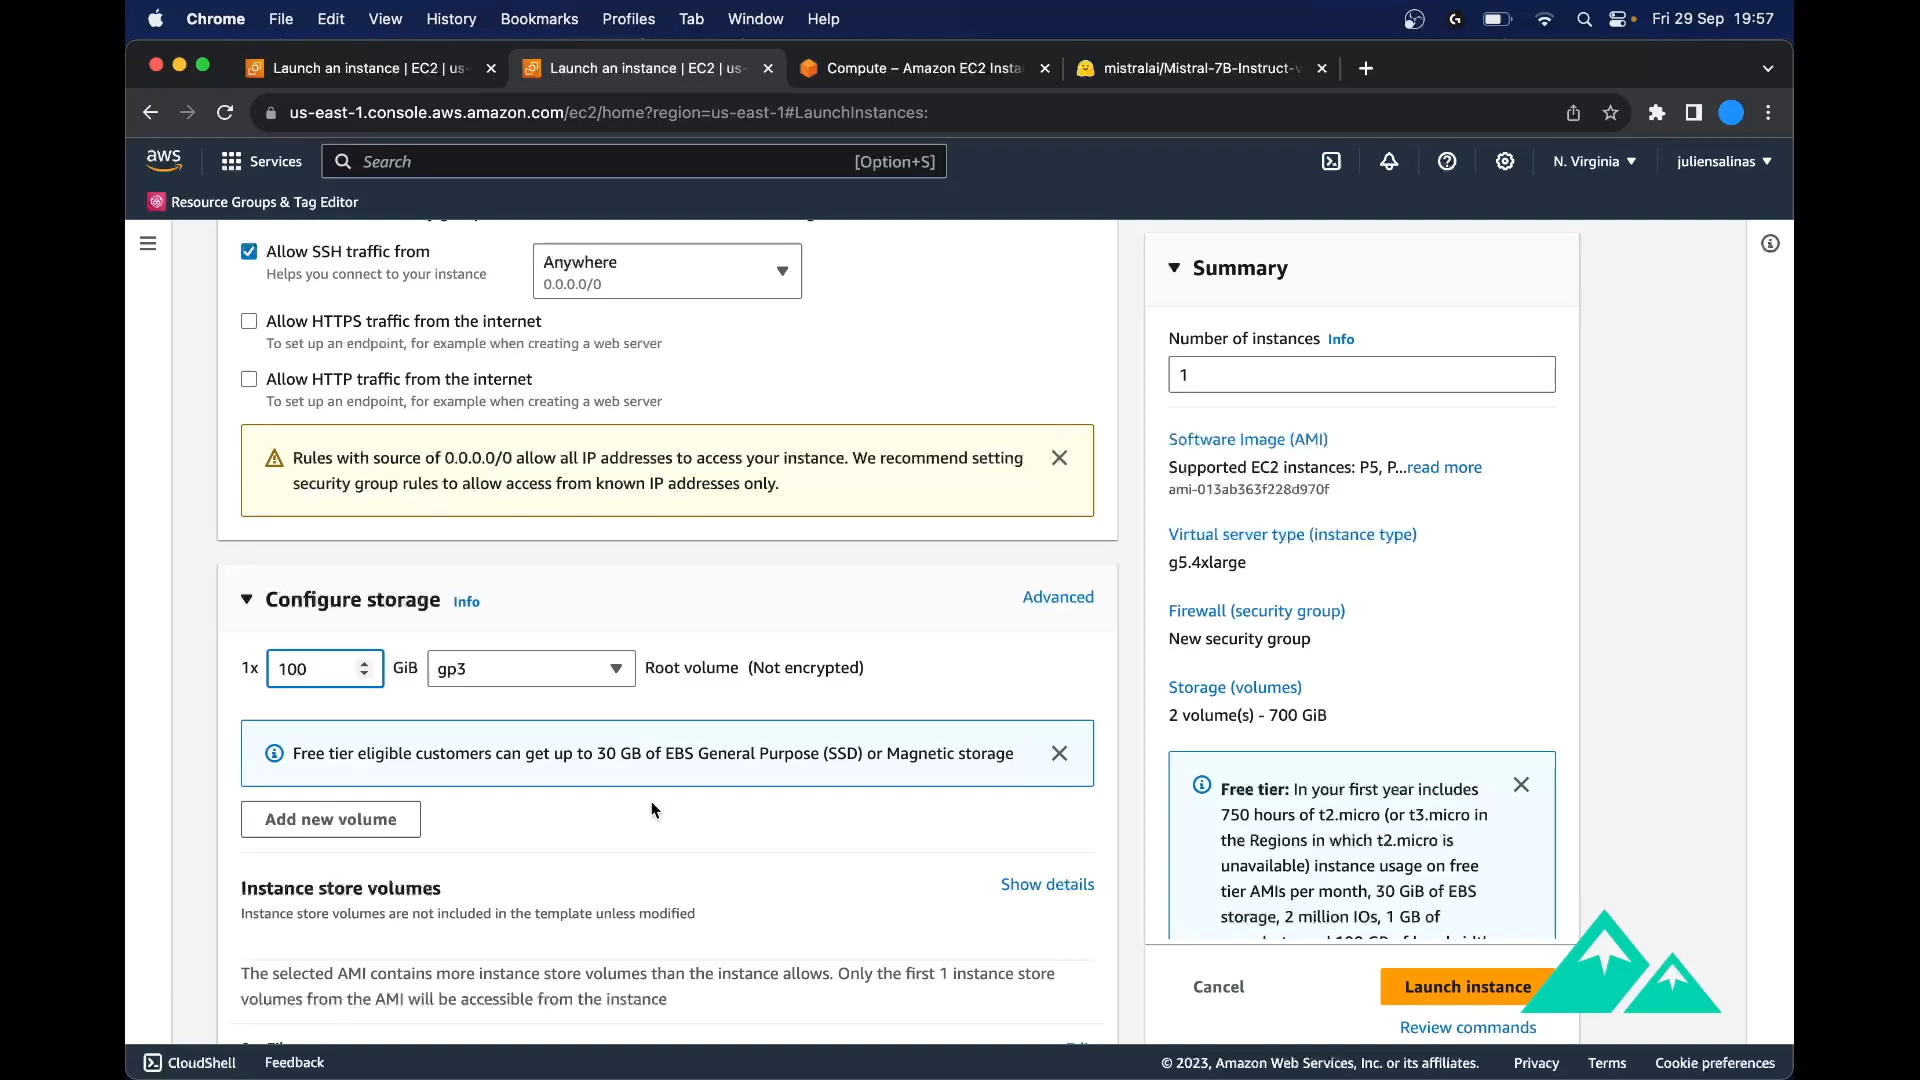 Chrome File Edit View History Bookmarks Profiles Tab Window Help Fri 29 Sep 19:57
Launch an instance | EC2 | us- Launch an instance | EC2 | us- Compute – Amazon EC2 Insta mistralai/Mistral-7B-Instruct-v
us-east-1.console.aws.amazon.com/ec2/home?region=us-east-1#LaunchInstances:
aws Services Search [Option+S] N. Virginia juliensalinas
Resource Groups & Tag Editor
Allow SSH traffic from
Helps you connect to your instance
Anywhere
0.0.0.0/0
Allow HTTPS traffic from the internet
To set up an endpoint, for example when creating a web server
Allow HTTP traffic from the internet
To set up an endpoint, for example when creating a web server
Rules with source of 0.0.0.0/0 allow all IP addresses to access your instance. We recommend setting
security group rules to allow access from known IP addresses only.
Configure storage Info Advanced
1x 100 GiB gp3 Root volume (Not encrypted)
Free tier eligible customers can get up to 30 GB of EBS General Purpose (SSD) or Magnetic storage
Add new volume
Instance store volumes Show details
Instance store volumes are not included in the template unless modified
The selected AMI contains more instance store volumes than the instance allows. Only the first 1 instance store
volumes from the AMI will be accessible from the instance
Summary
Number of instances Info
1
Software Image (AMI)
Supported EC2 instances: P5, P...read more
ami-013ab363f228d970f
Virtual server type (instance type)
g5.4xlarge
Firewall (security group)
New security group
Storage (volumes)
2 volume(s) - 700 GiB
Free tier: In your first year includes
750 hours of t2.micro (or t3.micro in
the Regions in which t2.micro is
unavailable) instance usage on free
tier AMIs per month, 30 GiB of EBS
storage, 2 million IOs, 1 GB of
Cancel Launch instance
Review commands
CloudShell Feedback © 2023, Amazon Web Services, Inc. or its affiliates. Privacy Terms Cookie preferences